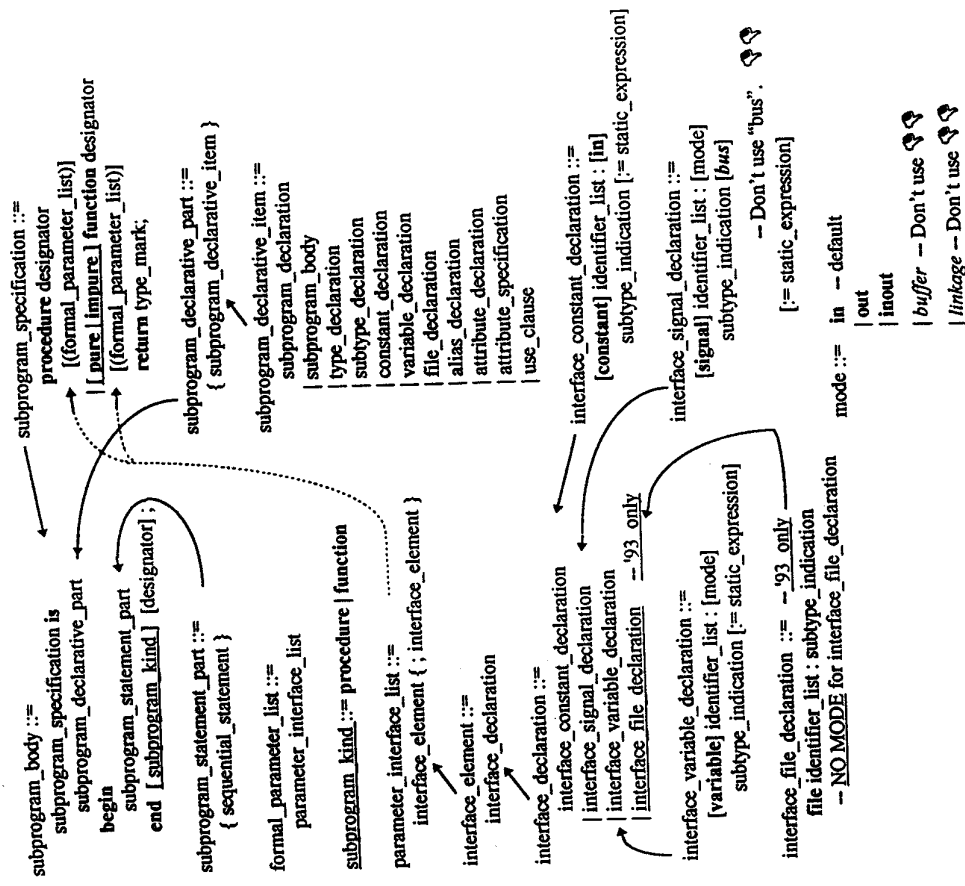 subprogram_body ::=
subprogram_specification is
subprogram_declarative_part
begin
subprogram_statement_part
end [ subprogram_kind ] [designator] ;
subprogram_statement_part ::=
{ sequential_statement }
formal_parameter_list ::=
parameter_interface_list
subprogram_kind ::= procedure | function
parameter_interface_list ::=
interface_element { ; interface_element }
interface_element ::=
interface_declaration
interface_declaration ::=
interface_constant_declaration
| interface_signal_declaration
| interface_variable_declaration
| interface_file_declaration -- '93 only
interface_variable_declaration ::=
[variable] identifier_list : [mode]
subtype_indication [:= static_expression]
interface_file_declaration ::= -- '93 only
file identifier_list : subtype_indication
-- NO MODE for interface_file_declaration
subprogram_specification ::=
procedure designator
[(formal_parameter_list)]
| [ pure | impure ] function designator
[(formal_parameter_list)]
return type_mark;
subprogram_declarative_part ::=
{ subprogram_declarative_item }
subprogram_declarative_item ::=
subprogram_declaration
| subprogram_body
| type_declaration
| subtype_declaration
| constant_declaration
| variable_declaration
| file_declaration
| alias_declaration
| attribute_declaration
| attribute_specification
| use_clause
interface_constant_declaration ::=
[constant] identifier_list : [in]
subtype_indication [:= static_expression]
interface_signal_declaration ::=
[signal] identifier_list : [mode]
subtype_indication [bus]
-- Don't use "bus".
[:= static_expression]
mode ::= in -- default
| out
| inout
| buffer -- Don't use
| linkage -- Don't use